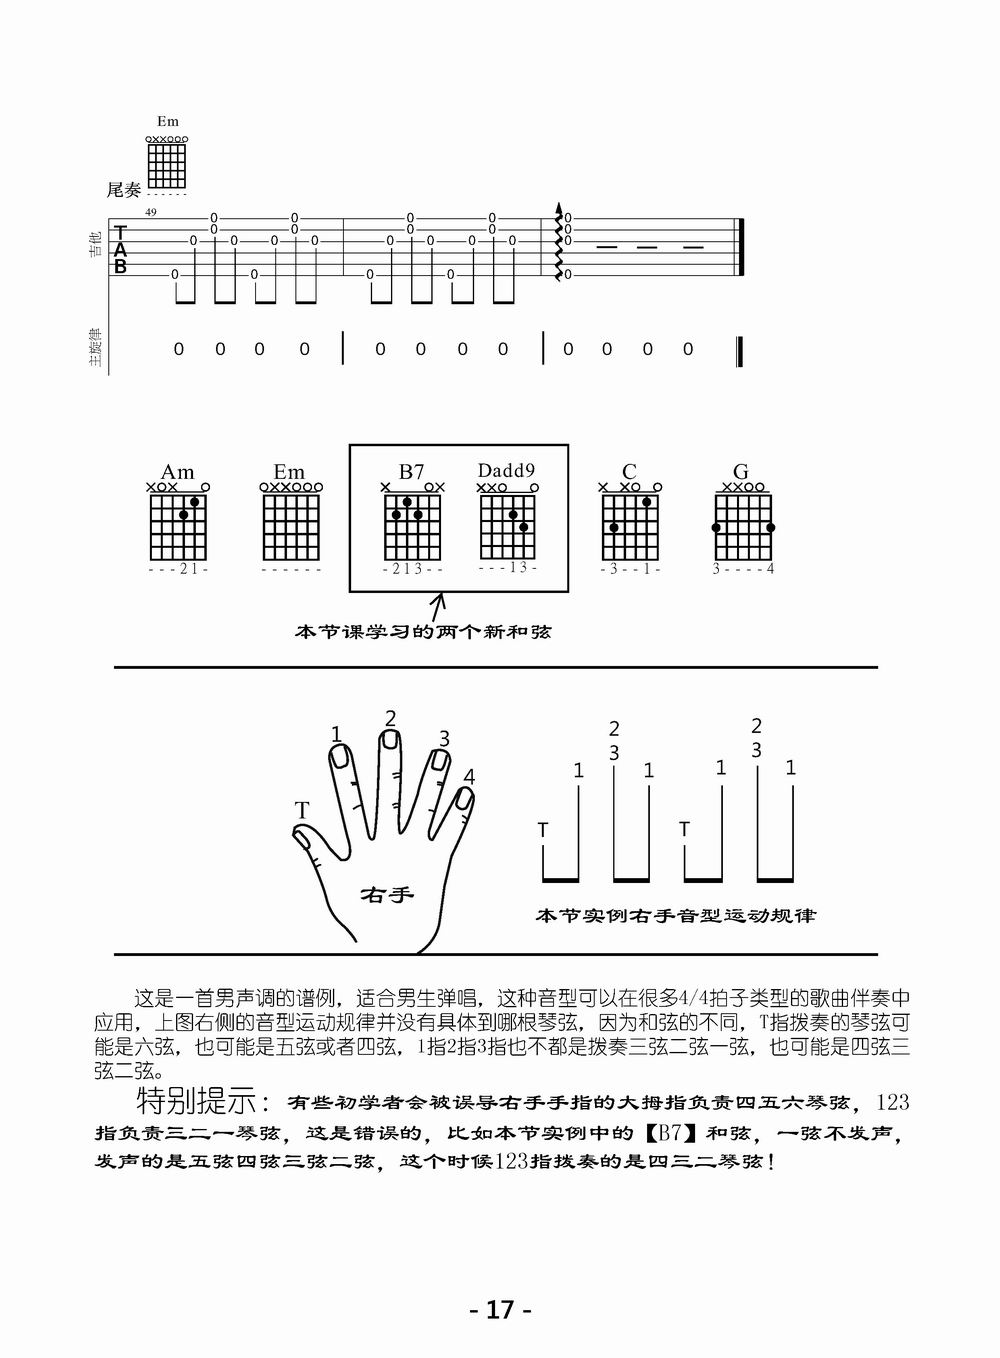 Em
尾奏
49
吉他
T
A
B
0 0 0 0 0 0 0 0 0 0
0 0 0 0 0 0 0 0 0 0
0 0 0 0
主旋律
0 0 0 0 0 0 0 0 0 0 0 0
Am Em B7 Dadd9 C G
---21- ------ -213-- ---13- -3--1- 3----4
本节课学习的两个新和弦
T 1 2 3 4
右手
T 1 2 3 1 T 1 2 3 1
本节实例右手音型运动规律
这是一首男声调的谱例，适合男生弹唱，这种音型可以在很多4/4拍子类型的歌曲伴奏中
应用，上图右侧的音型运动规律并没有具体到哪根琴弦，因为和弦的不同，T指拨奏的琴弦可
能是六弦，也可能是五弦或者四弦，1指2指3指也不都是拨奏三弦二弦一弦，也可能是四弦三
弦二弦。
特别提示：有些初学者会被误导右手手指的大拇指负责四五六琴弦，123
指负责三二一琴弦，这是错误的，比如本节实例中的【B7】和弦，一弦不发声，
发声的是五弦四弦三弦二弦，这个时候123指拨奏的是四三二琴弦！
- 17 -